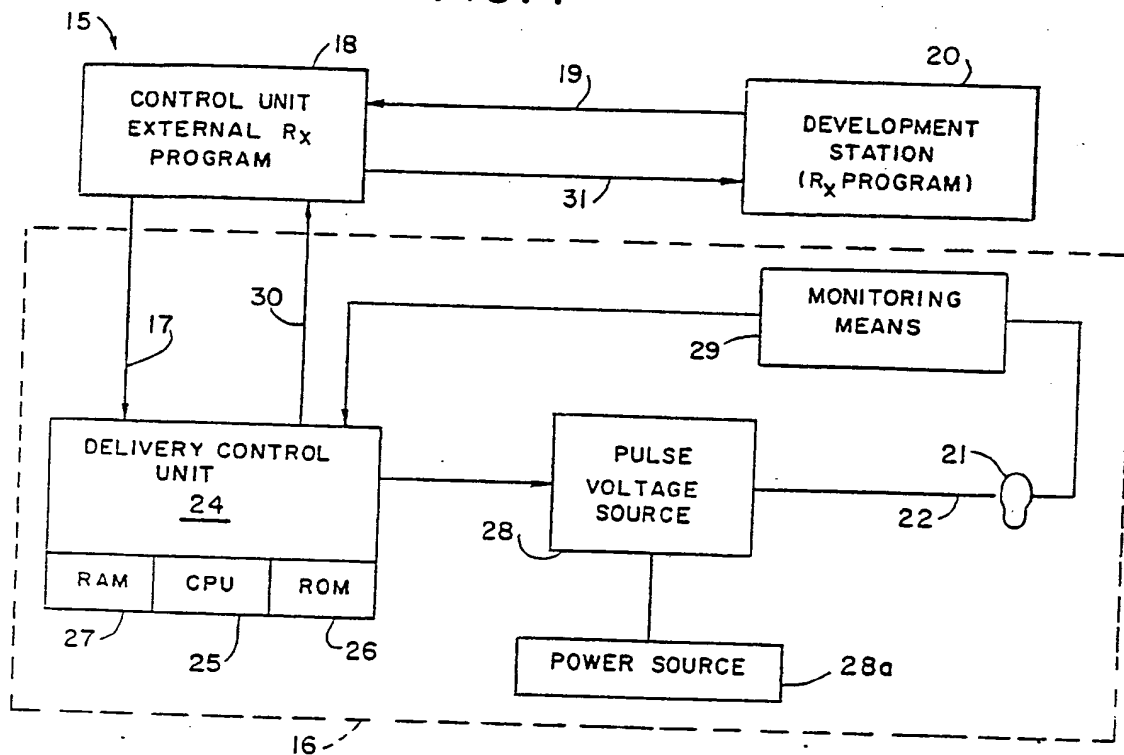 15
18
CONTROL UNIT
EXTERNAL Rx
PROGRAM
19
31
20
DEVELOPMENT
STATION
(Rx PROGRAM)
17
30
MONITORING
MEANS
29
DELIVERY CONTROL
UNIT
24
RAM
CPU
ROM
27
25
26
PULSE
VOLTAGE
SOURCE
28
21
22
POWER SOURCE
28a
16